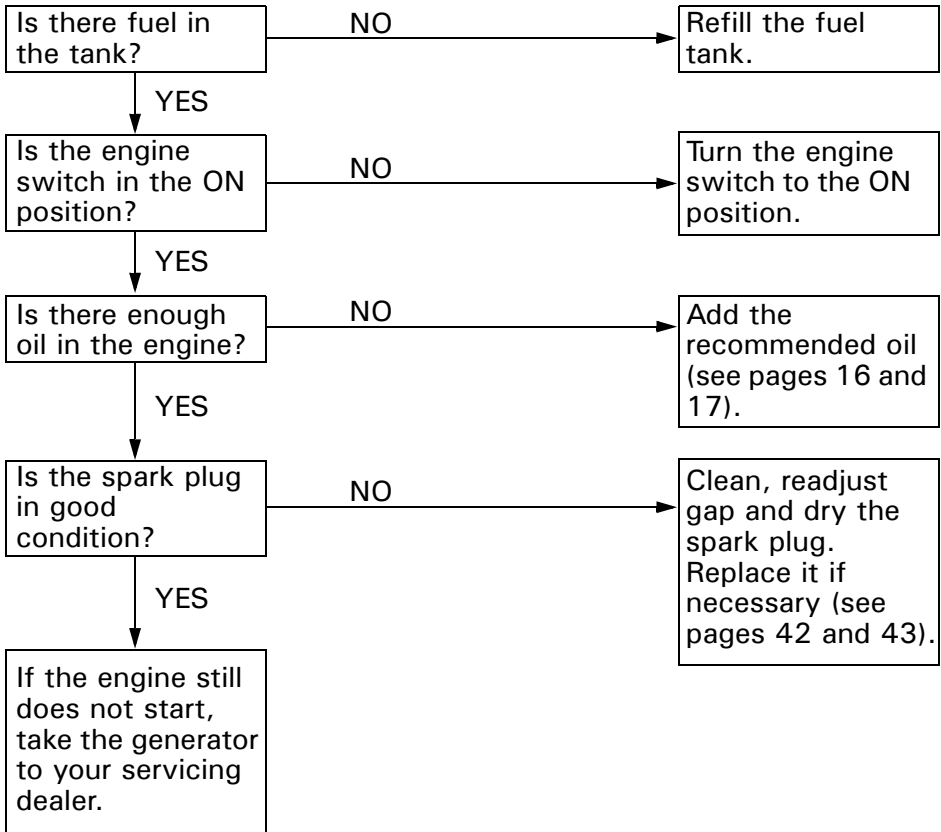 Is there fuel in
the tank?
NO
Refill the fuel
tank.
YES
Is the engine
switch in the ON
position?
NO
Turn the engine
switch to the ON
position.
YES
Is there enough
oil in the engine?
NO
Add the
recommended oil
(see pages 16 and
17).
YES
Is the spark plug
in good
condition?
NO
Clean, readjust
gap and dry the
spark plug.
Replace it if
necessary (see
pages 42 and 43).
YES
If the engine still
does not start,
take the generator
to your servicing
dealer.